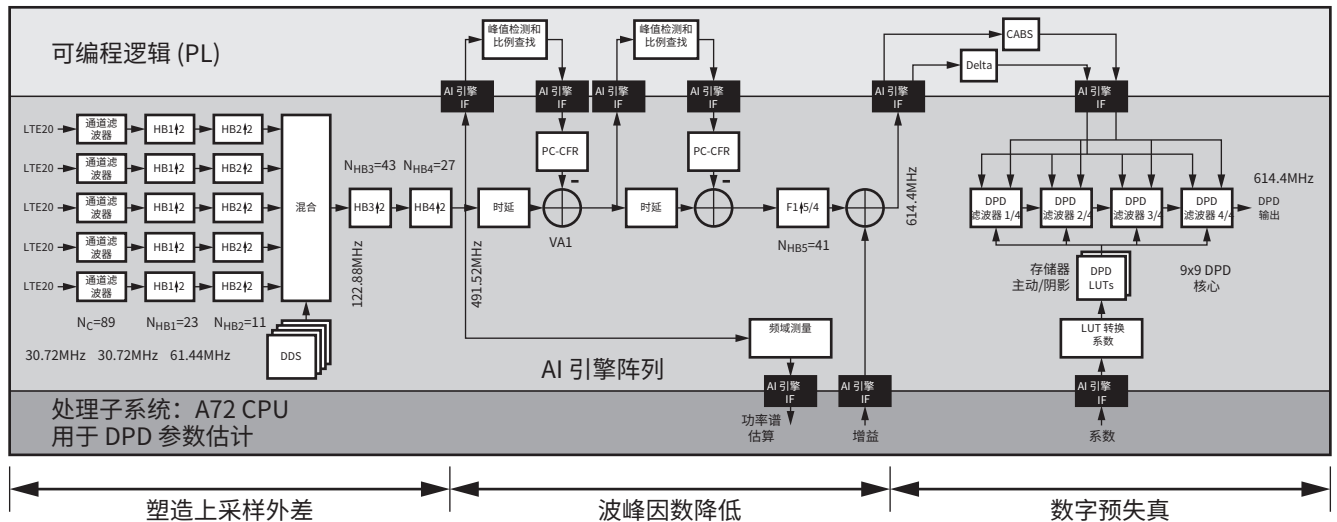 可编程逻辑 (PL)
峰值检测和
比例查找
峰值检测和
比例查找
CABS
Delta
AI 引擎
IF
AI 引擎
IF
AI 引擎
IF
AI 引擎
IF
AI 引擎
IF
AI 引擎
IF
LTE20
通道滤
波器
HB1 2
HB2 2
LTE20
通道滤
波器
HB1 2
HB2 2
LTE20
通道滤
波器
HB1 2
HB2 2
LTE20
通道滤
波器
HB1 2
HB2 2
LTE20
通道滤
波器
HB1 2
HB2 2
混合
NHB3=43
NHB4=27
HB3 2
HB4 2
122.88MHz
491.52MHz
PC-CFR
PC-CFR
时延
VA1
时延
F1 5/4
NHB5=41
614.4MHz
DPD
滤波器 1/4
DPD
滤波器 2/4
DPD
滤波器 3/4
DPD
滤波器 4/4
614.4MHz
DPD
输出
存储器
主动/阴影
DPD
LUTs
9x9 DPD
核心
NC=89
NHB1=23
NHB2=11
30.72MHz
30.72MHz
61.44MHz
DDS
频域测量
LUT 转换
系数
AI 引擎阵列
AI 引擎
IF
AI 引擎
IF
AI 引擎
IF
处理子系统：A72 CPU
用于 DPD 参数估计
功率谱
估算
增益
系数
塑造上采样外差
波峰因数降低
数字预失真